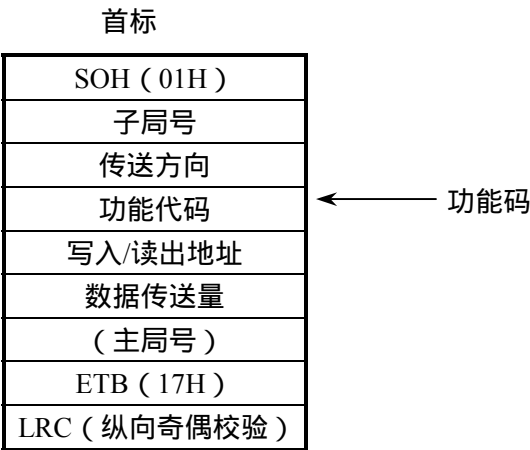 首标
SOH（01H）
子局号
传送方向
功能代码
功能码
写入/读出地址
数据传送量
（主局号）
ETB（17H）
LRC（纵向奇偶校验）